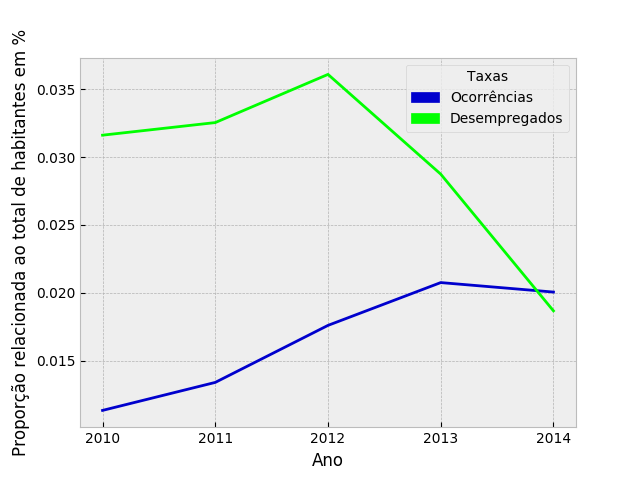 Proporção relacionada ao total de habitantes em %
0.035
0.030
0.025
0.020
0.015
Taxas
Ocorrências
Desempregados
2010 2011 2012 2013 2014
Ano